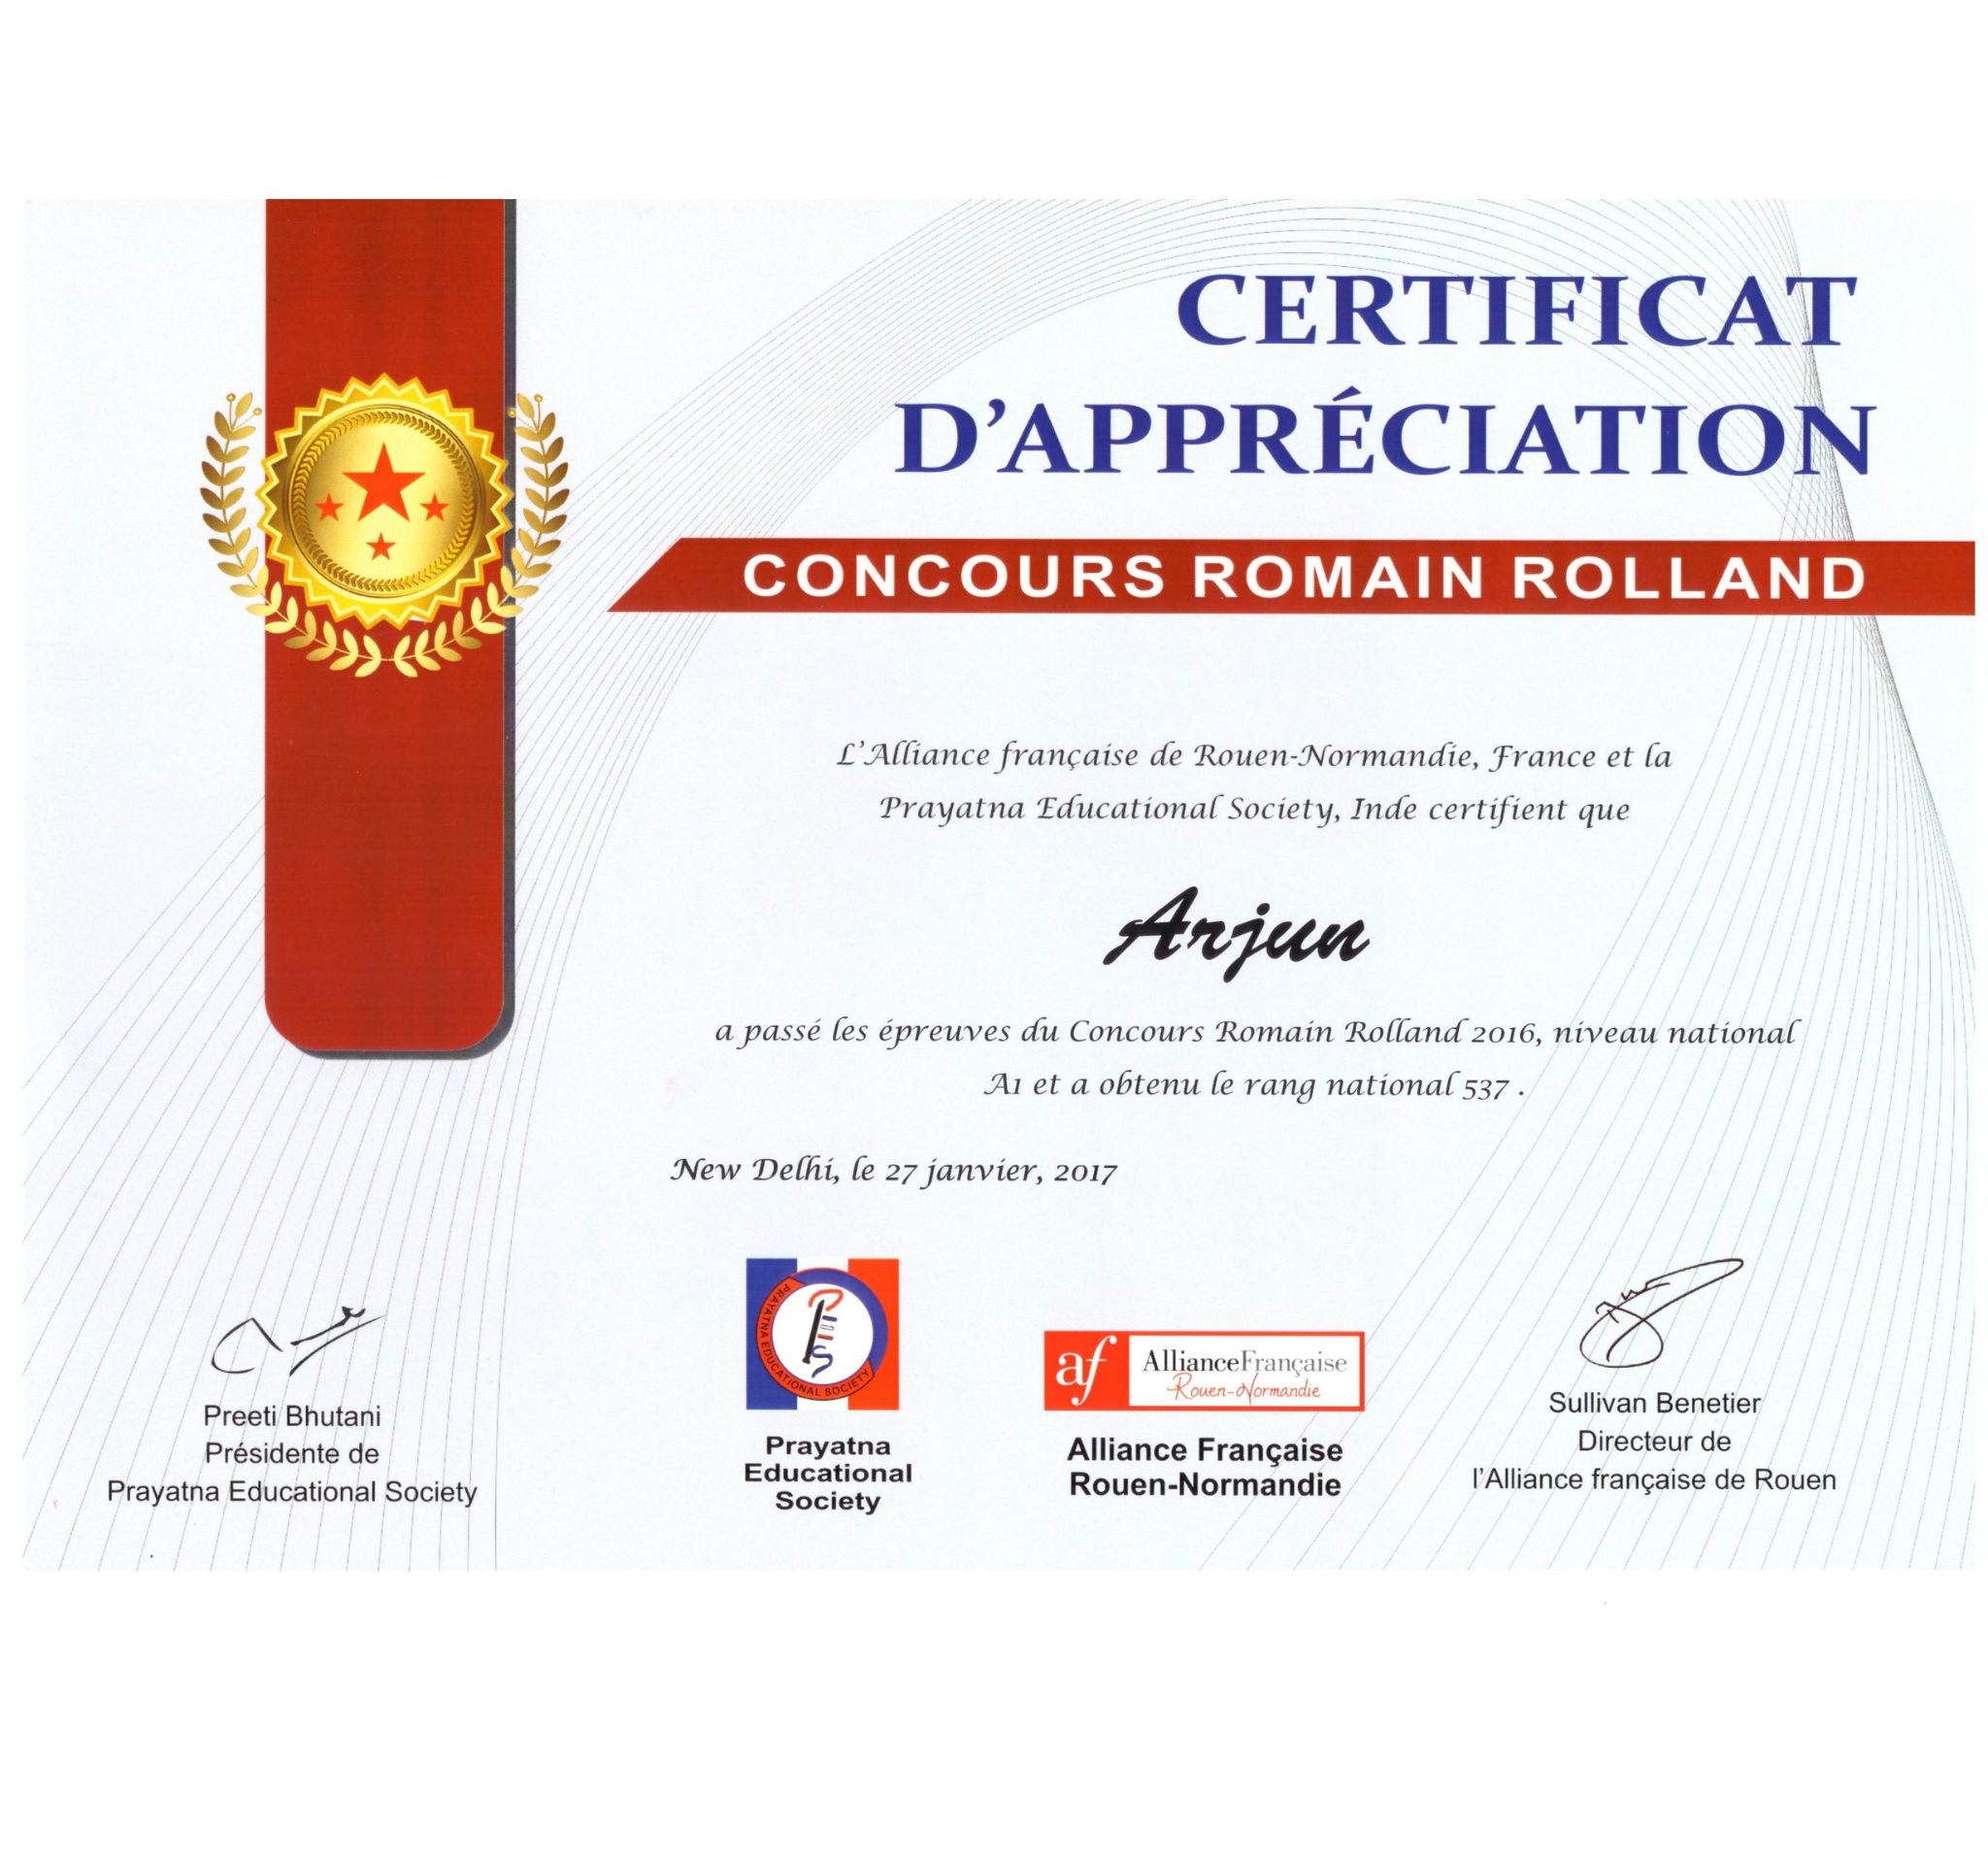 CERTIFICAT
D'APPRÉCIATION
CONCOURS ROMAIN ROLLAND
L'Alliance française de Rouen-Normandie, France et la
Prayatna Educational Society, Inde certifient que
Arjun
a passé les épreuves du Concours Romain Rolland 2016, niveau national
A1 et a obtenu le rang national 537 .
New Delhi, le 27 janvier, 2017
Preeti Bhutani
Présidente de
Prayatna Educational Society
PRAYATNA EDUCATIONAL SOCIETY
Prayatna
Educational
Society
af
AllianceFrançaise
Rouen-Normandie
Alliance Française
Rouen-Normandie
Sullivan Benetier
Directeur de
l'Alliance française de Rouen